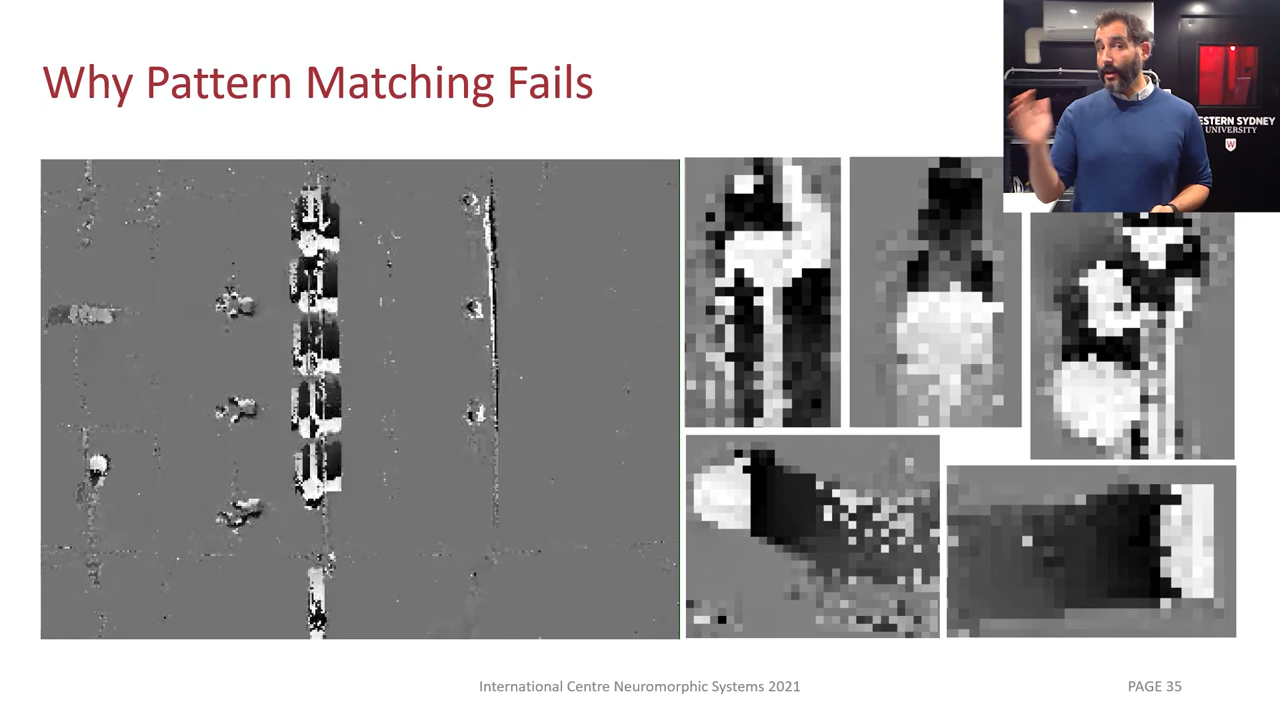 Why Pattern Matching Fails
ESTERN SYDNEY
UNIVERSITY
W
International Centre Neuromorphic Systems 2021
PAGE 35